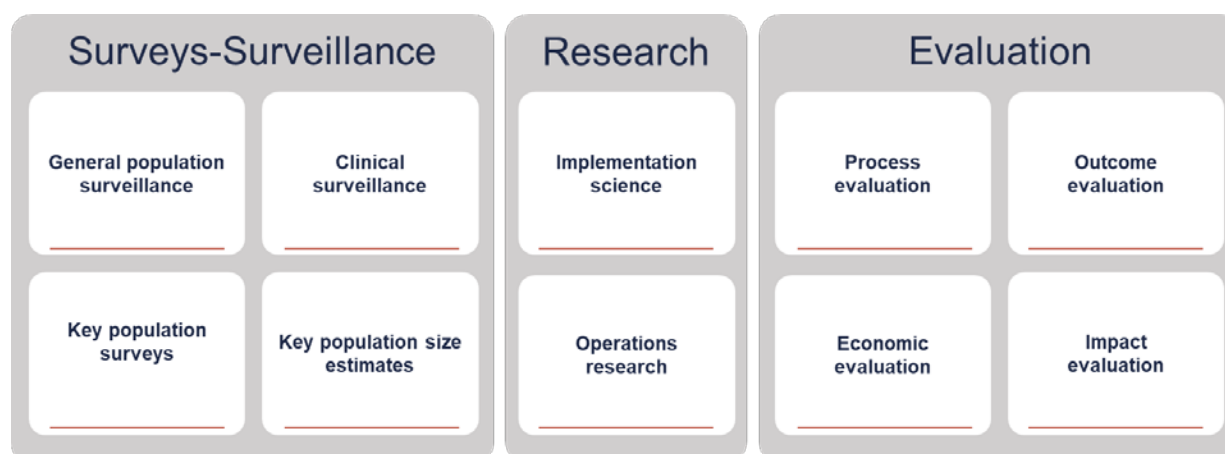 Surveys-Surveillance
General population
surveillance
Clinical
surveillance
Key population
surveys
Key population size
estimates
Research
Implementation
science
Operations
research
Evaluation
Process
evaluation
Outcome
evaluation
Economic
evaluation
Impact
evaluation